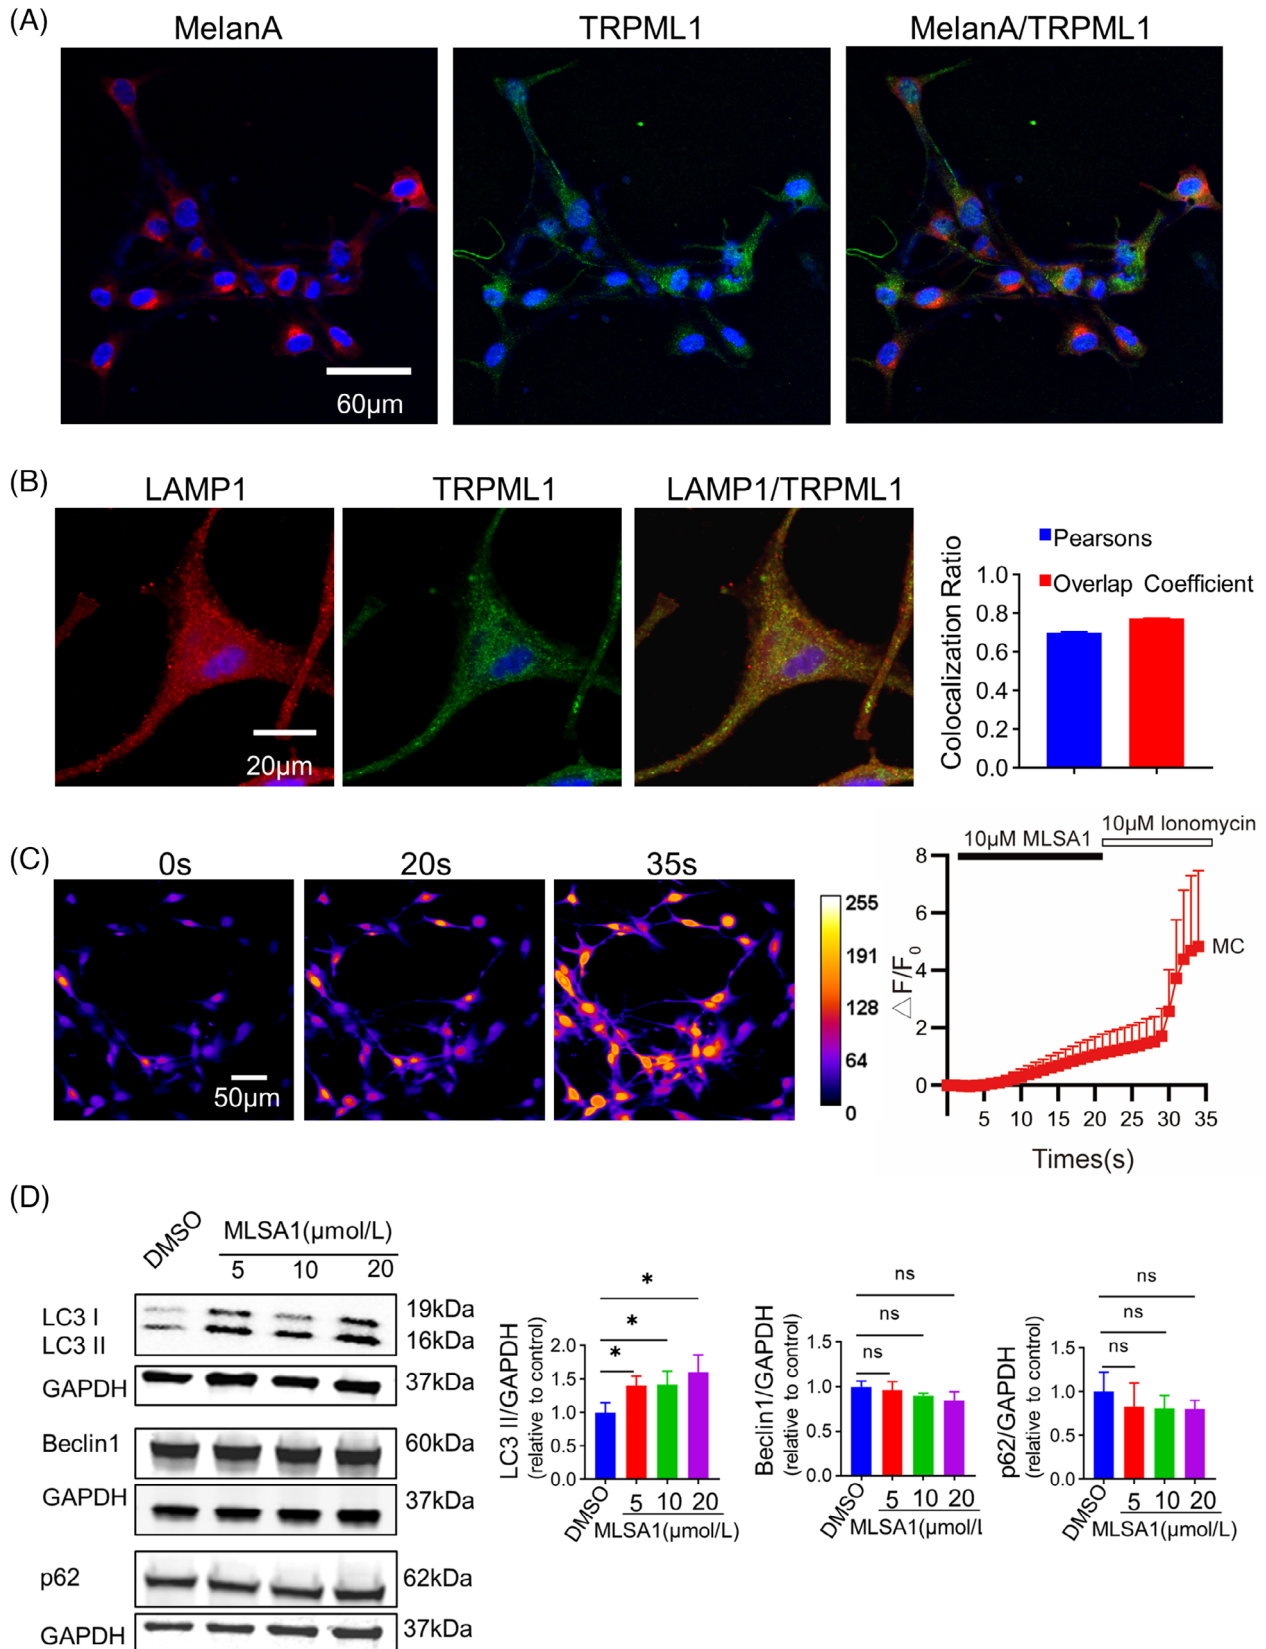 (A)
MelanA TRPML1 MelanA/TRPML1
60μm
(B)
LAMP1 TRPML1 LAMP1/TRPML1
20μm
Pearsons
Overlap Coefficient
Colocalization Ratio
1.0
0.8
0.6
0.4
0.2
0.0
(C)
0s 20s 35s
50μm
255
191
128
64
0
10μM MLSA1 10μM Ionomycin
△F/F0
8
6
4
2
0
MC
5 10 15 20 25 30 35
Times(s)
(D)
DMSO MLSA1(μmol/L)
5 10 20
LC3 I 19kDa
LC3 II 16kDa
GAPDH 37kDa
Beclin1 60kDa
GAPDH 37kDa
p62 62kDa
GAPDH 37kDa
LC3 II/GAPDH
(relative to control)
2.0
1.5
1.0
0.5
0.0
*
*
*
DMSO 5 10 20
MLSA1(μmol/L)
Beclin1/GAPDH
(relative to control)
1.5
1.0
0.5
0.0
ns
ns
ns
DMSO 5 10 20
MLSA1(μmol/L
p62/GAPDH
(relative to control)
1.5
1.0
0.5
0.0
ns
ns
ns
DMSO 5 10 20
MLSA1(μmol/L)